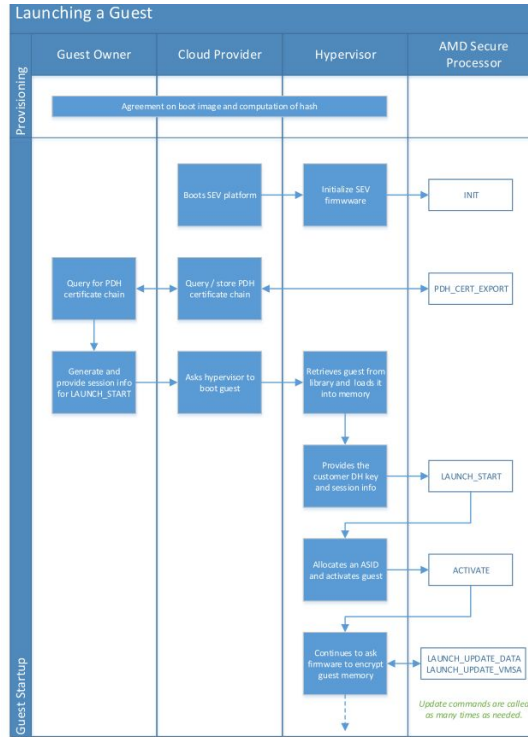 Launching a Guest
Guest Owner
Cloud Provider
Hypervisor
AMD Secure
Processor
Provisioning
Agreement on boot image and computation of hash
Guest Startup
Boots SEV platform
Initialize SEV
firmwware
INIT
Query for PDH
certificate chain
Query / store PDH
certificate chain
PDH_CERT_EXPORT
Generate and
provide session info
for LAUNCH_START
Asks hypervisor to
boot guest
Retrieves guest from
library and loads it
into memory
Provides the
customer DH key
and session info
LAUNCH_START
Allocates an ASID
and activates guest
ACTIVATE
Continues to ask
firmware to encrypt
guest memory
LAUNCH_UPDATE_DATA
LAUNCH_UPDATE_VMSA
Update commands are called
as many times as needed.